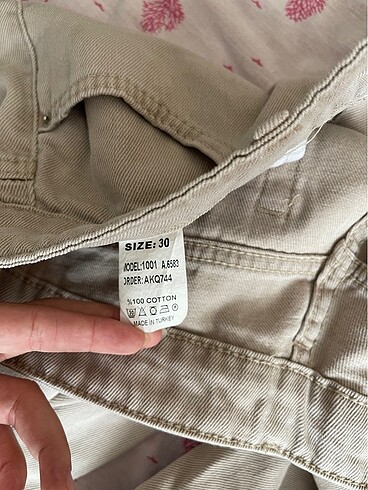 SIZE: 30
MODEL:1001 A.6583
ORDER:AKQ744
%100 COTTON
MADE IN TURKEY